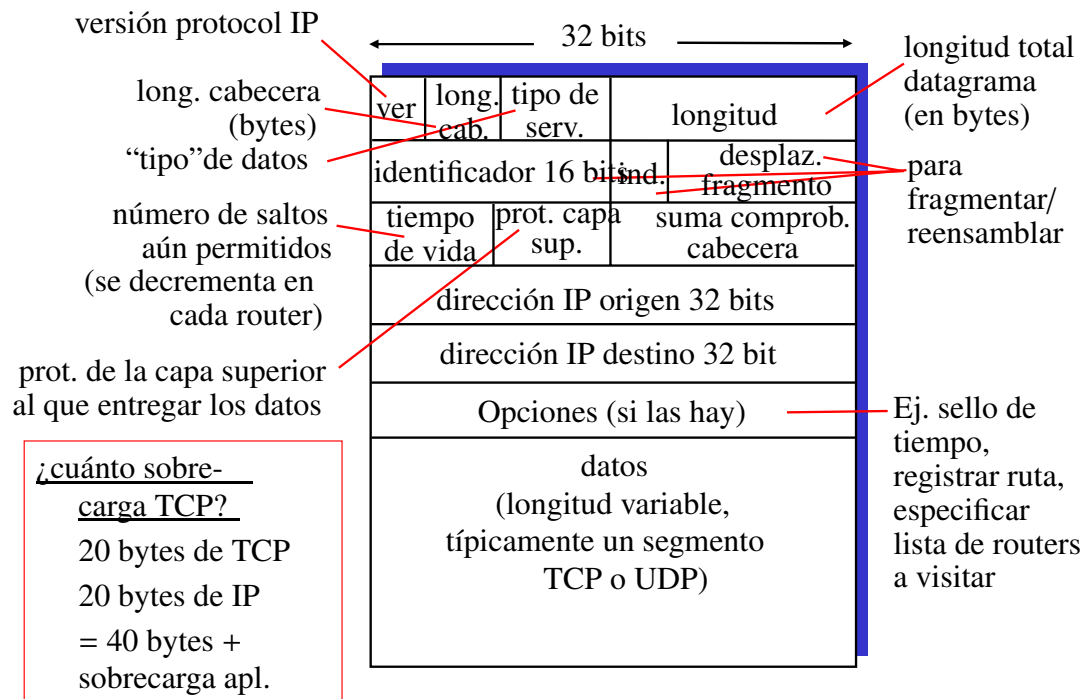 versión protocol IP
32 bits
longitud total
datagrama
(en bytes)
long. cabecera
(bytes)
“tipo”de datos
ver
long.
cab.
tipo de
serv.
longitud
identificador 16 bits
ind.
desplaz.
fragmento
para
fragmentar/
reensamblar
número de saltos
aún permitidos
(se decrementa en
cada router)
tiempo
de vida
prot. capa
sup.
suma comprob.
cabecera
dirección IP origen 32 bits
dirección IP destino 32 bit
prot. de la capa superior
al que entregar los datos
Opciones (si las hay)
Ej. sello de
tiempo,
registrar ruta,
especificar
lista de routers
a visitar
datos
(longitud variable,
típicamente un segmento
TCP o UDP)
¿cuánto sobre-
carga TCP?
20 bytes de TCP
20 bytes de IP
= 40 bytes +
sobrecarga apl.